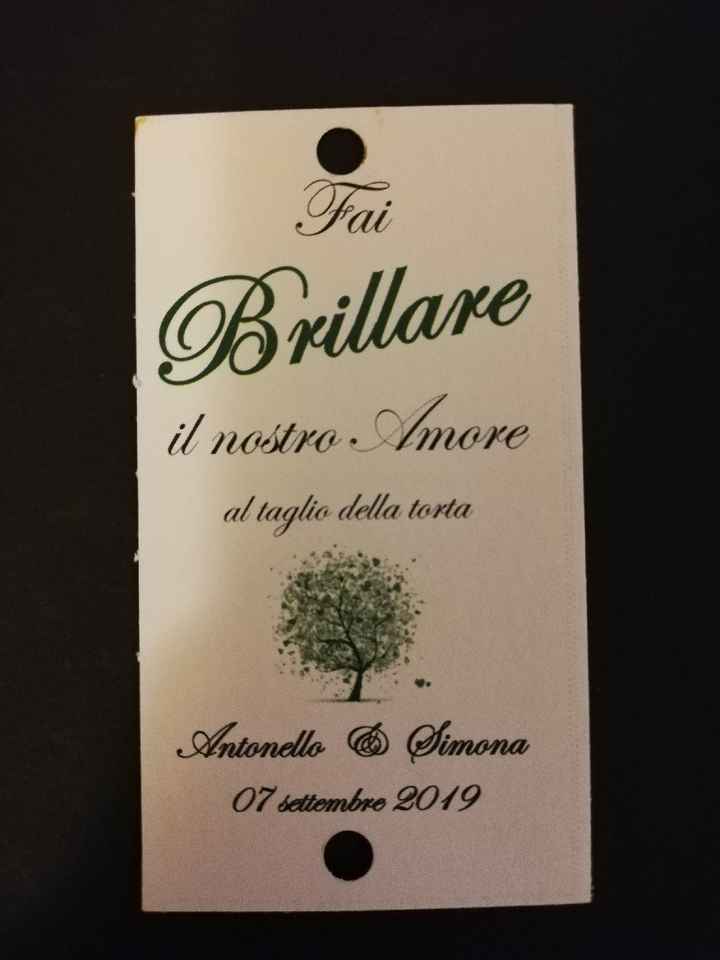 Fai
Brillare
il nostro Amore
al taglio della torta
Antonello & Simona
07 settembre 2019